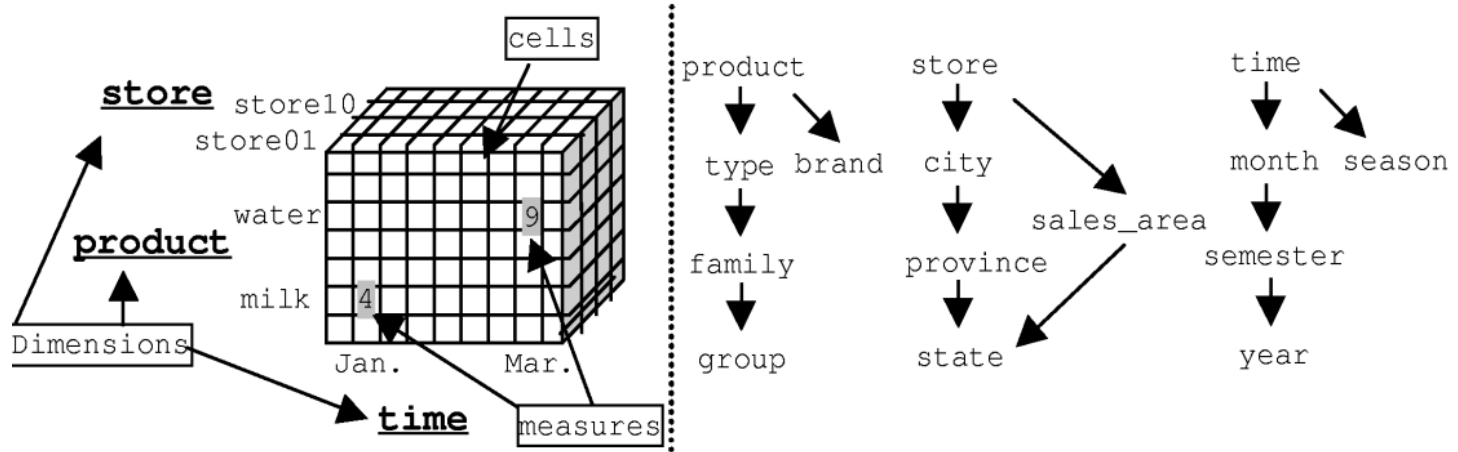 cells
store
store10
store01
water
9
product
milk
4
Dimensions
Jan.
Mar.
time
measures
product
store
time
type
brand
city
month
season
sales_area
family
province
semester
group
state
year